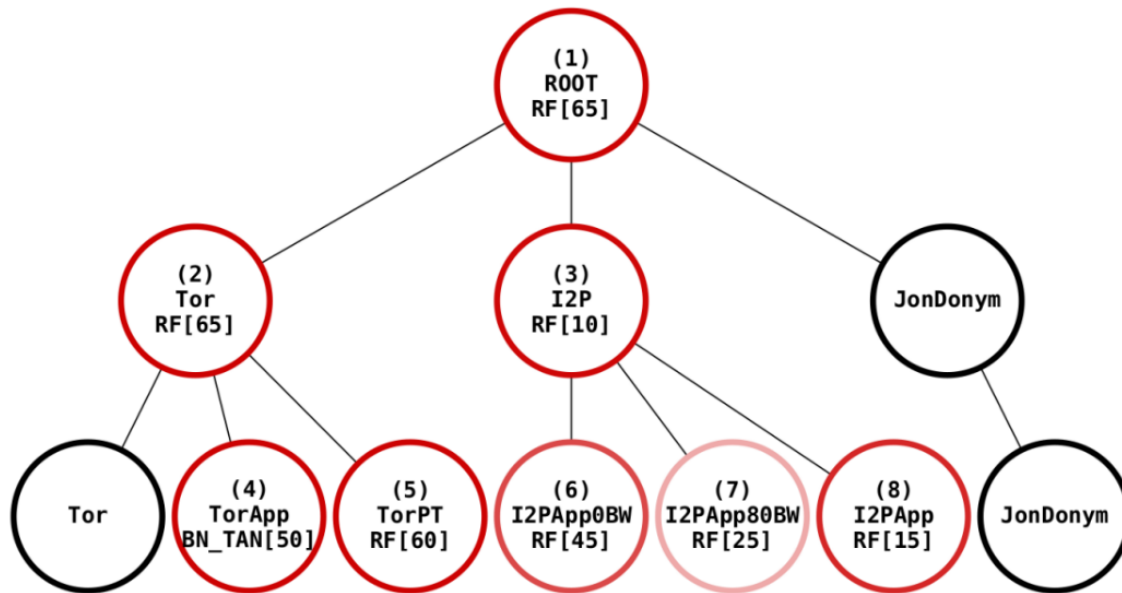 (1)
ROOT
RF[65]
(2)
Tor
RF[65]
(3)
I2P
RF[10]
JonDonym
Tor
(4)
TorApp
BN_TAN[50]
(5)
TorPT
RF[60]
(6)
I2PApp0BW
RF[45]
(7)
I2PApp80BW
RF[25]
(8)
I2PApp
RF[15]
JonDonym